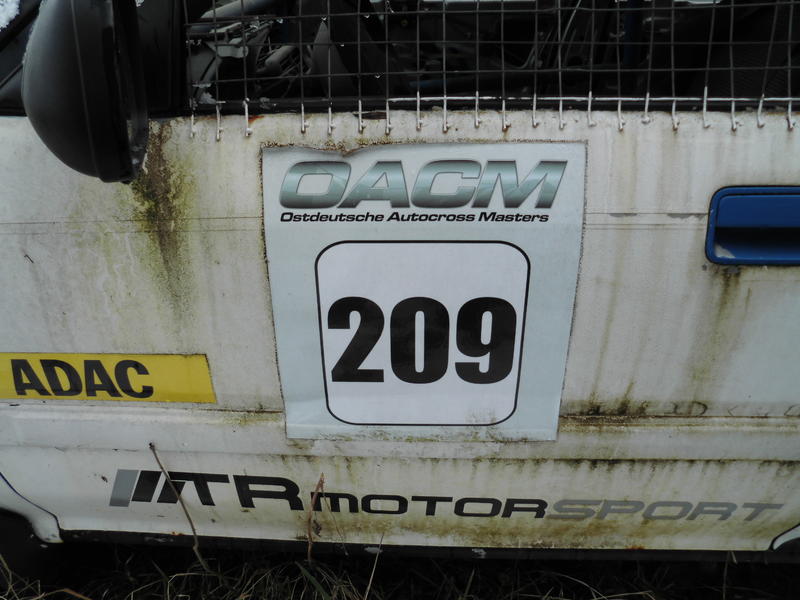 OACM
Ostdeutsche Autocross Masters
209
ADAC
TR MOTORSPORT